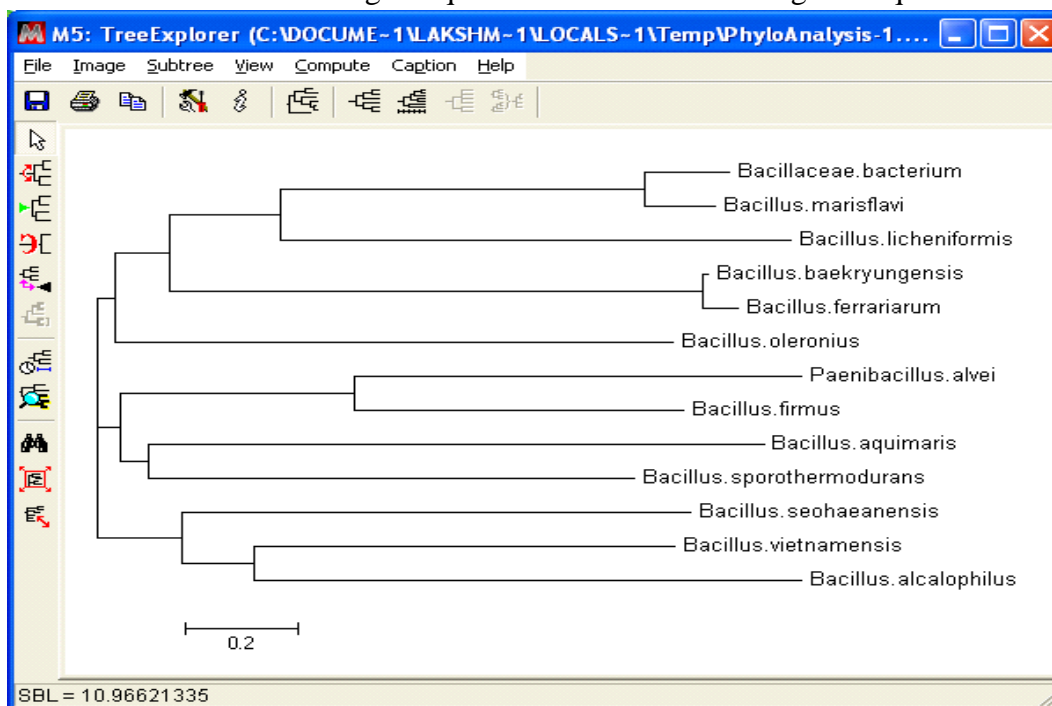 M5: TreeExplorer (C:\DOCUME~1\LAKSHM~1\LOCALS~1\Temp\PhyloAnalysis-1....
File Image Subtree View Compute Caption Help
Bacillaceae.bacterium
Bacillus.marisflavi
Bacillus.licheniformis
Bacillus.baekryungensis
Bacillus.ferrariarum
Bacillus.oleronius
Paenibacillus.alvei
Bacillus.firmus
Bacillus.aquimaris
Bacillus.sporothermodurans
Bacillus.seohaeanensis
Bacillus.vietnamensis
Bacillus.alcalophilus
0.2
SBL = 10.96621335